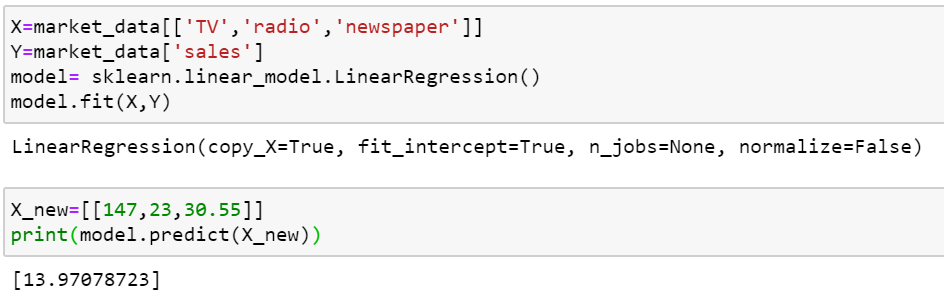 X=market_data[['TV','radio','newspaper']]
Y=market_data['sales']
model= sklearn.linear_model.LinearRegression()
model.fit(X,Y)
LinearRegression(copy_X=True, fit_intercept=True, n_jobs=None, normalize=False)
X_new=[[147,23,30.55]]
print(model.predict(X_new))
[13.97078723]